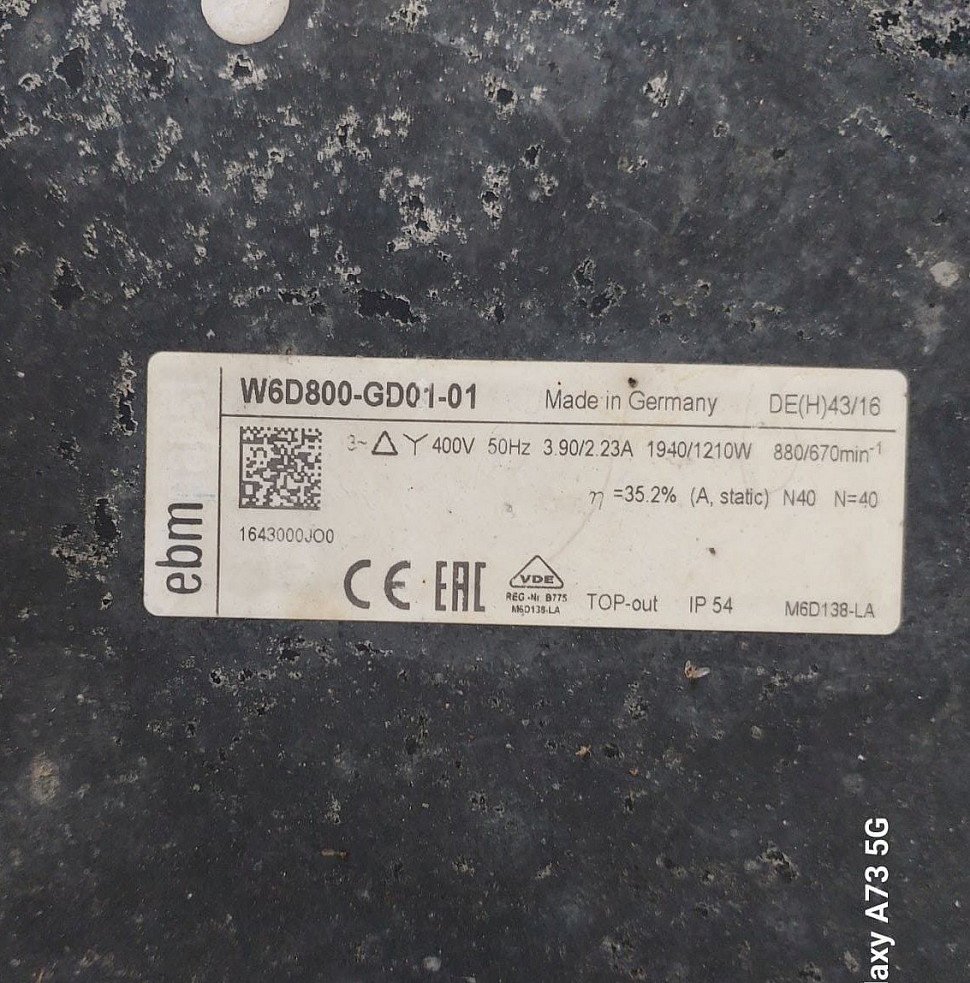 W6D800-GD01-01 Made in Germany DE(H)43/16
3~ △ Y 400V 50Hz 3.90/2.23A 1940/1210W 880/670min⁻¹
η =35.2% (A, static) N40 N=40
1643000JO0
ebm
CE EAC VDE
REG.-Nr. B775
M6D138-LA
TOP-out IP 54 M6D138-LA
laxy A73 5G